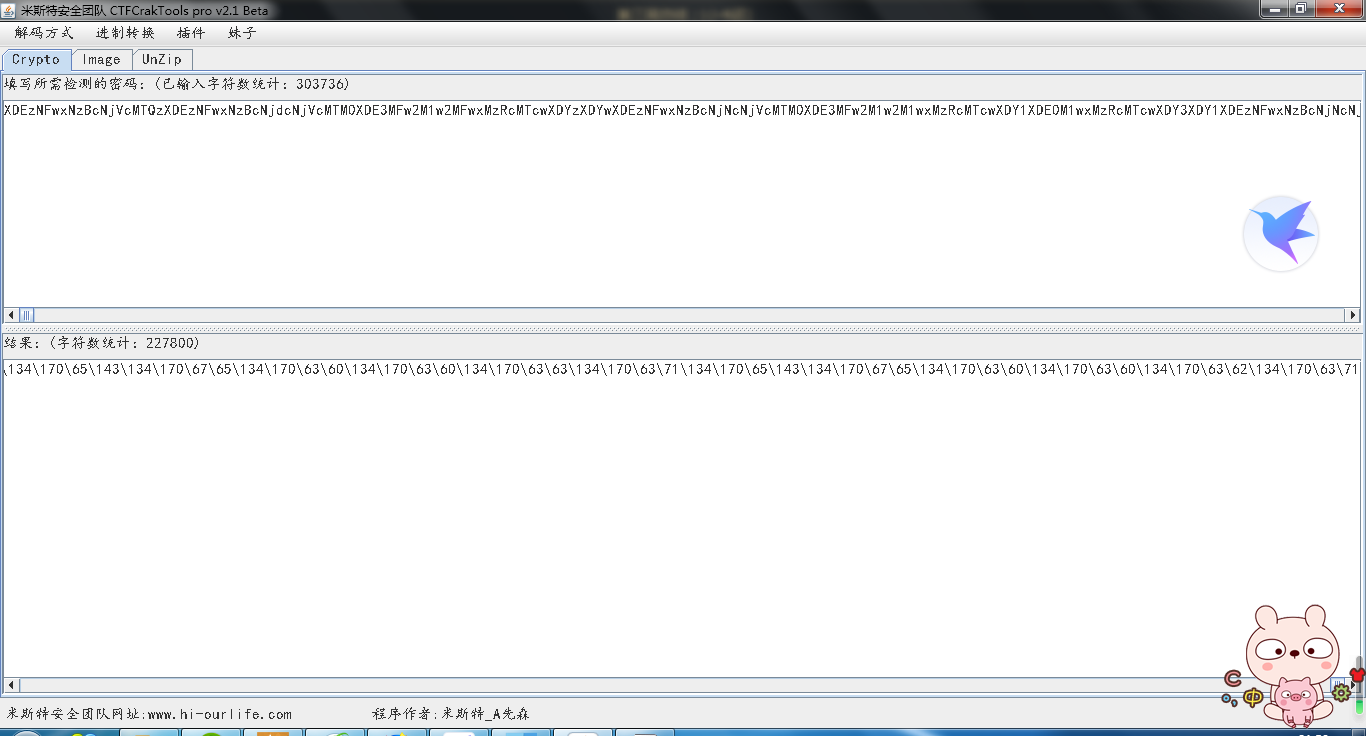 米斯特安全团队 CTFCrakTools pro v2.1 Beta
解码方式 进制转换 插件 妹子
Crypto Image UnZip
填写所需检测的密码：(已输入字符数统计：303736)
XDEzNFwxNzBcNjVcMTQzXDEzNFwxNzBcNjdcNjVcMTM0XDE3MFw2M1w2MFwxMzRcMTcwXDYzXDYwXDEzNFwxNzBcNjNcNjVcMTM0XDE3MFw2M1w2M1wxMzRcMTcwXDY1XDE0M1wxMzRcMTcwXDY3XDY1XDEzNFwxNzBcNjNcN
结果：(字符数统计：227800)
\134\170\65\143\134\170\67\65\134\170\63\60\134\170\63\60\134\170\63\63\134\170\63\71\134\170\65\143\134\170\67\65\134\170\63\60\134\170\63\60\134\170\63\62\134\170\63\71
米斯特安全团队网址;www.hi-ourlife.com 程序作者;米斯特_A先森
C
中